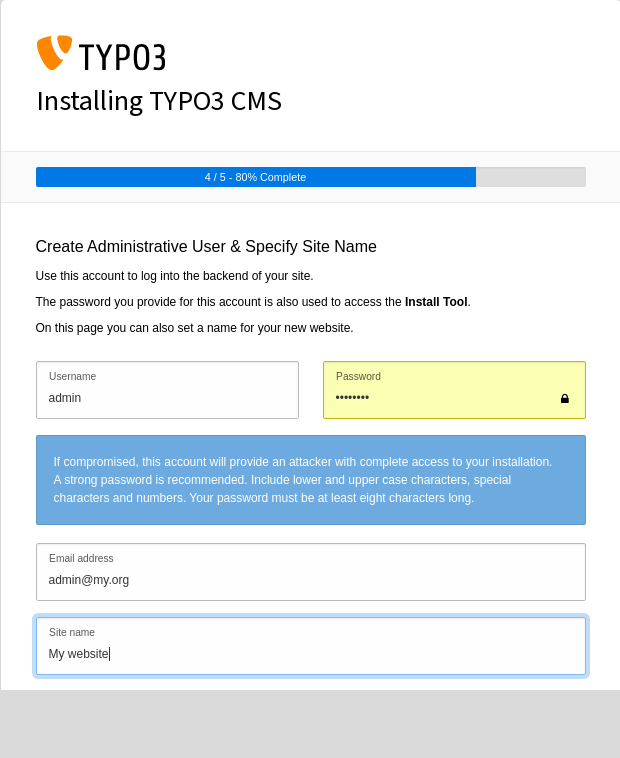 TYPO3
Installing TYPO3 CMS
4 / 5 - 80% Complete
Create Administrative User & Specify Site Name
Use this account to log into the backend of your site.
The password you provide for this account is also used to access the Install Tool.
On this page you can also set a name for your new website.
Username
admin
Password
••••••••
If compromised, this account will provide an attacker with complete access to your installation.
A strong password is recommended. Include lower and upper case characters, special
characters and numbers. Your password must be at least eight characters long.
Email address
admin@my.org
Site name
My website